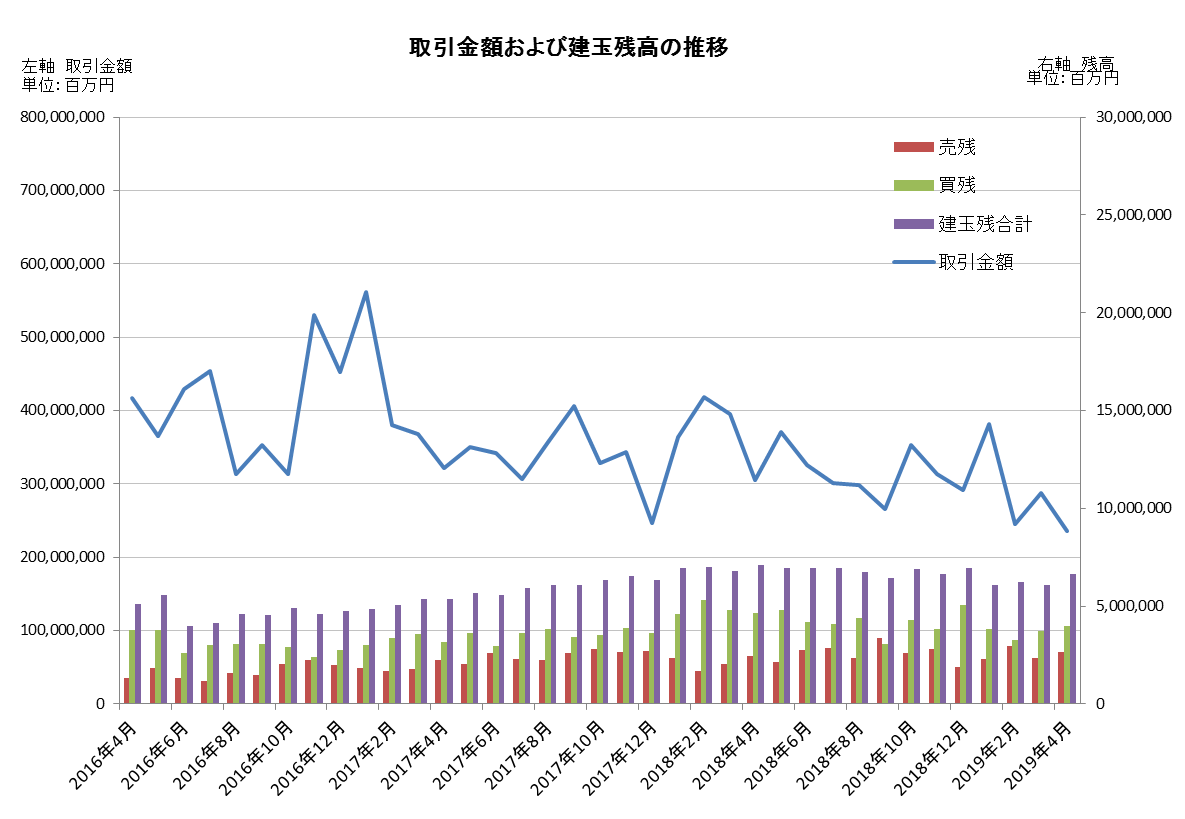 取引金額および建玉残高の推移
左軸　取引金額
単位：百万円
右軸　残高
単位：百万円
800,000,000
700,000,000
600,000,000
500,000,000
400,000,000
300,000,000
200,000,000
100,000,000
0
30,000,000
25,000,000
20,000,000
15,000,000
10,000,000
5,000,000
0
売残
買残
建玉残合計
取引金額
2016年4月
2016年6月
2016年8月
2016年10月
2016年12月
2017年2月
2017年4月
2017年6月
2017年8月
2017年10月
2017年12月
2018年2月
2018年4月
2018年6月
2018年8月
2018年10月
2018年12月
2019年2月
2019年4月